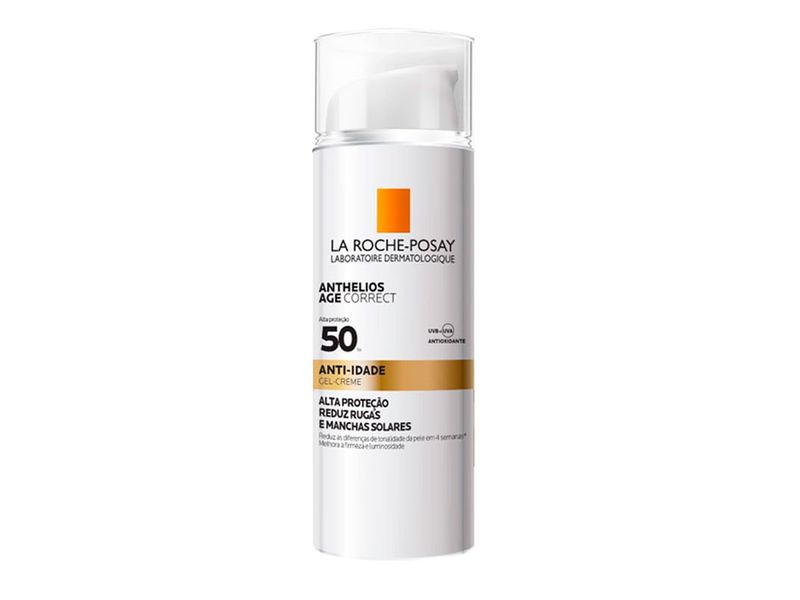 LA ROCHE-POSAY
LABORATOIRE DERMATOLOGIQUE
ANTHELIOS
AGE CORRECT
Alta proteção
50
UVB+UVA
ANTIOXIDANTE
ANTI-IDADE
GEL-CREME
ALTA PROTEÇÃO
REDUZ RUGAS
E MANCHAS SOLARES
Reduz as diferenças de tonalidade da pele em 4 semanas*
Melhora a firmeza e luminosidade